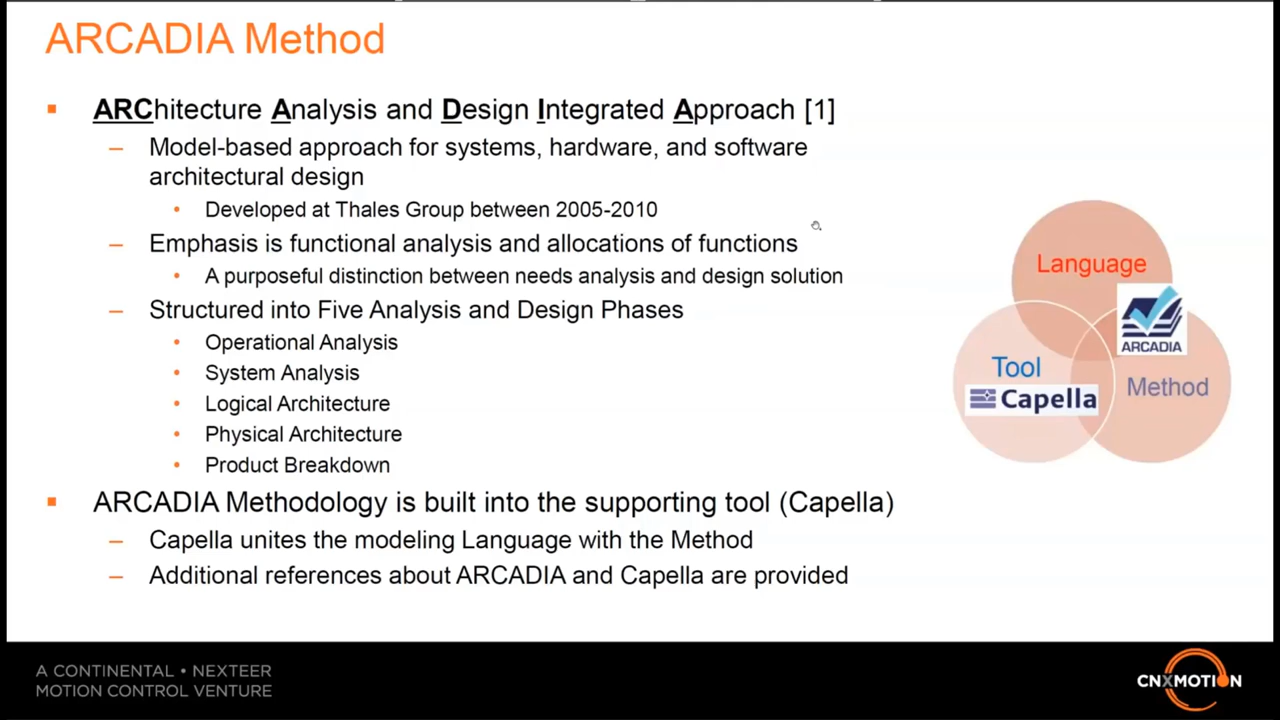 ARCADIA Method
▪ ARChitecture Analysis and Design Integrated Approach [1]
– Model-based approach for systems, hardware, and software
architectural design
• Developed at Thales Group between 2005-2010
– Emphasis is functional analysis and allocations of functions
• A purposeful distinction between needs analysis and design solution
– Structured into Five Analysis and Design Phases
• Operational Analysis
• System Analysis
• Logical Architecture
• Physical Architecture
• Product Breakdown
▪ ARCADIA Methodology is built into the supporting tool (Capella)
– Capella unites the modeling Language with the Method
– Additional references about ARCADIA and Capella are provided
Language
ARCADIA
Tool
Capella
Method
A CONTINENTAL • NEXTEER
MOTION CONTROL VENTURE
CNXMOTION